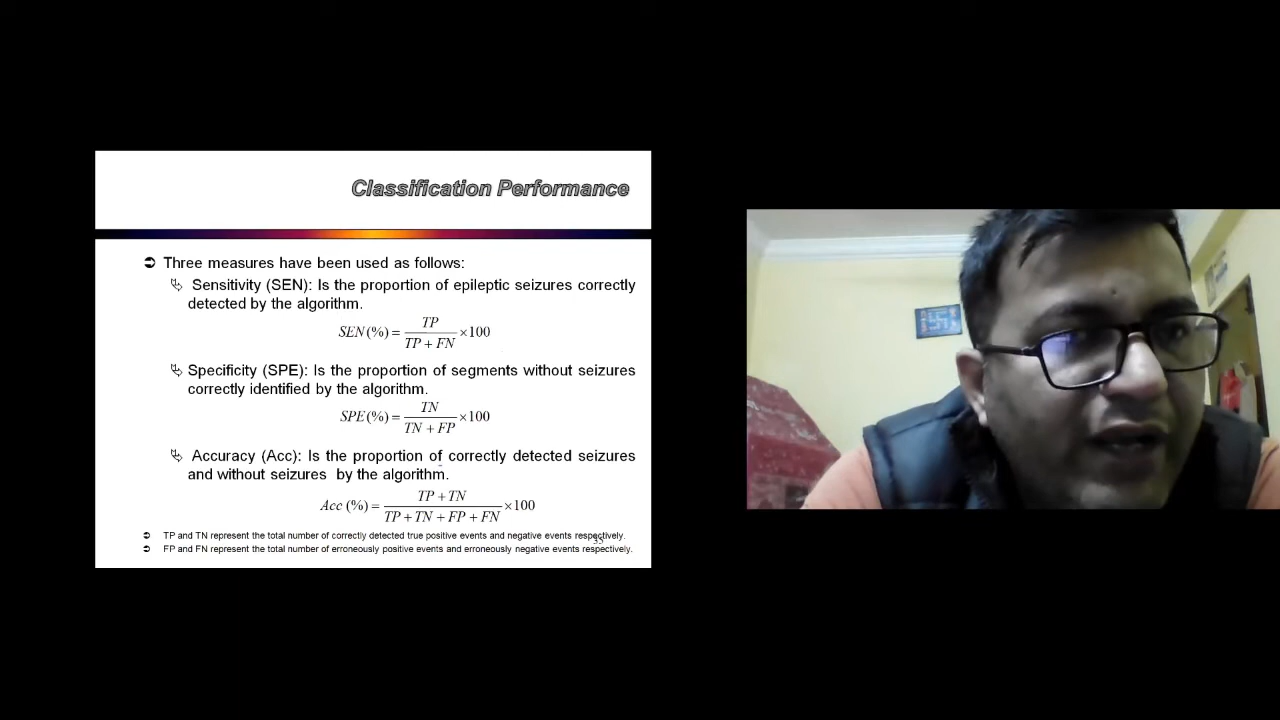 Classification Performance
➲ Three measures have been used as follows:
Sensitivity (SEN): Is the proportion of epileptic seizures correctly
detected by the algorithm.
SEN(%) = TP / (TP + FN) ×100
Specificity (SPE): Is the proportion of segments without seizures
correctly identified by the algorithm.
SPE(%) = TN / (TN + FP) ×100
Accuracy (Acc): Is the proportion of correctly detected seizures
and without seizures by the algorithm.
Acc(%) = (TP + TN) / (TP + TN + FP + FN) ×100
➲ TP and TN represent the total number of correctly detected true positive events and negative events respectively.
35
➲ FP and FN represent the total number of erroneously positive events and erroneously negative events respectively.